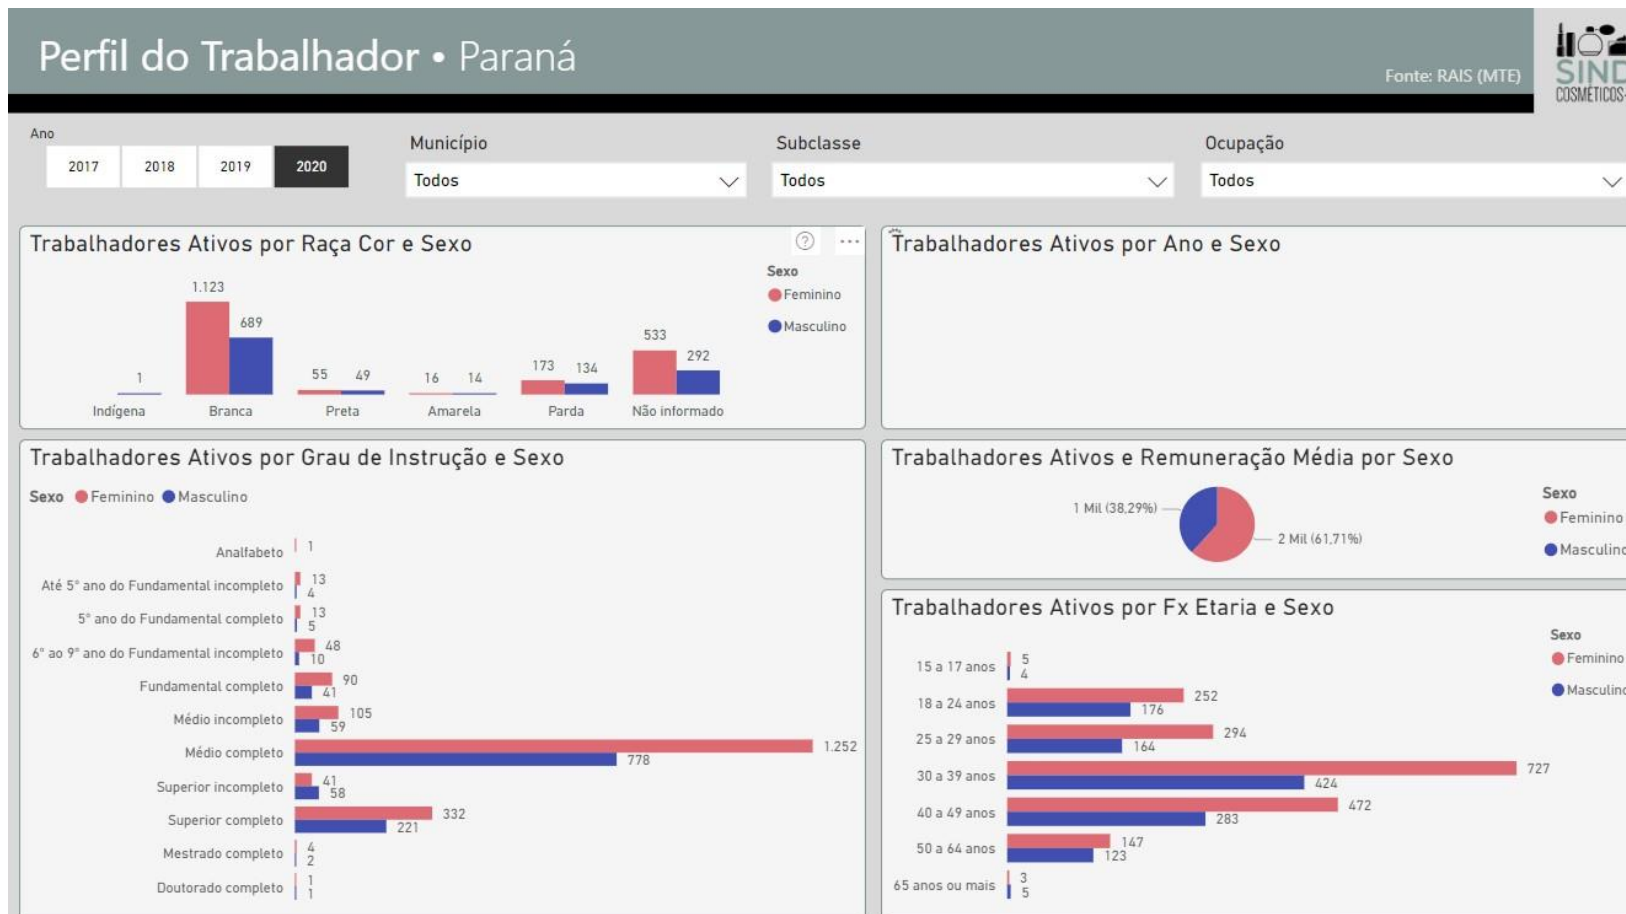 Perfil do Trabalhador • Paraná
Fonte: RAIS (MTE)
SIND
COSMÉTICOS-
Ano
2017 2018 2019 2020
Município
Todos
Subclasse
Todos
Ocupação
Todos
Trabalhadores Ativos por Raça Cor e Sexo
Sexo
Feminino
Masculino
1.123
689
533
292
173 134
55 49
16 14
1
Indígena Branca Preta Amarela Parda Não informado
Trabalhadores Ativos por Ano e Sexo
Trabalhadores Ativos por Grau de Instrução e Sexo
Sexo Feminino Masculino
Analfabeto 1
Até 5ª ano do Fundamental incompleto 13
4
5ª ano do Fundamental completo 13
5
6ª ao 9ª ano do Fundamental incompleto 48
10
Fundamental completo 90
41
Médio incompleto 105
59
Médio completo 1.252
778
Superior incompleto 41
58
Superior completo 332
221
Mestrado completo 4
2
Doutorado completo 1
1
Trabalhadores Ativos e Remuneração Média por Sexo
1 Mil (38,29%)
2 Mil (61,71%)
Sexo
Feminino
Masculino
Trabalhadores Ativos por Fx Etaria e Sexo
Sexo
Feminino
Masculino
15 a 17 anos 5
4
18 a 24 anos 252
176
25 a 29 anos 294
164
30 a 39 anos 727
424
40 a 49 anos 472
283
50 a 64 anos 147
123
65 anos ou mais 3
5